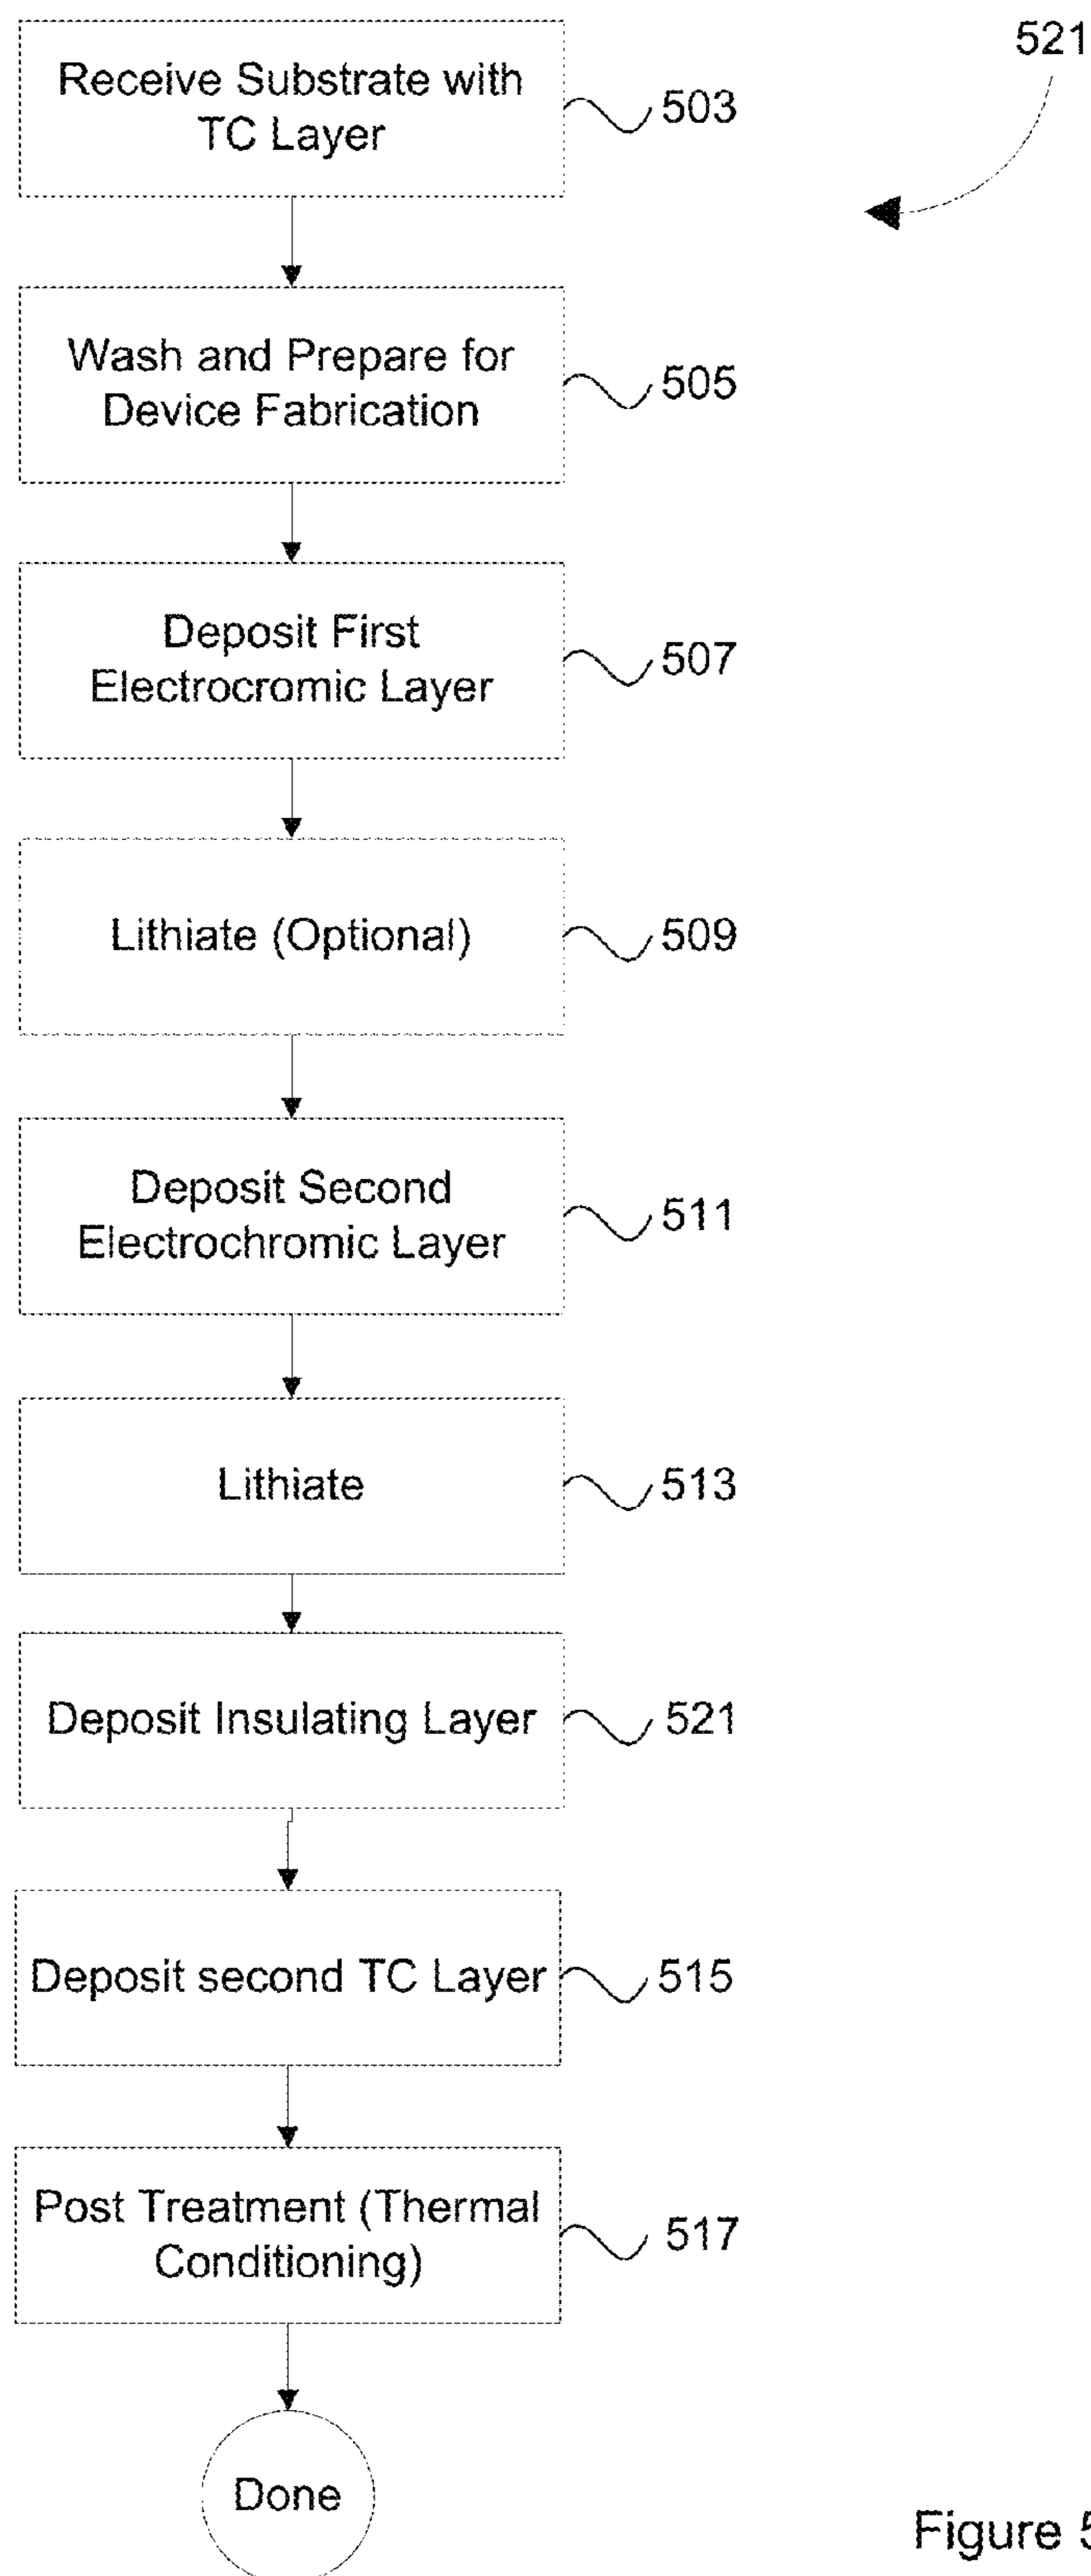 521
Receive Substrate with
TC Layer
503
Wash and Prepare for
Device Fabrication
505
Deposit First
Electrocromic Layer
507
Lithiate (Optional)
509
Deposit Second
Electrochromic Layer
511
Lithiate
513
Deposit Insulating Layer
521
Deposit second TC Layer
515
Post Treatment (Thermal
Conditioning)
517
Done
Figure 5